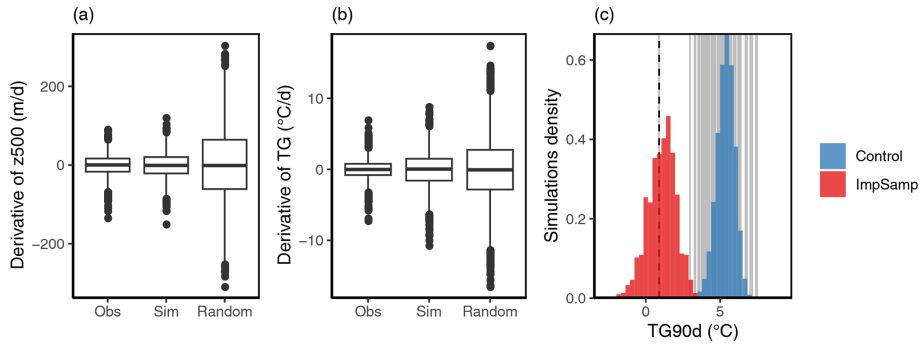 (a)
Derivative of z500 (m/d)
200
0
−200
Obs Sim Random
(b)
Derivative of TG (°C/d)
10
0
−10
Obs Sim Random
(c)
Simulations density
0.6
0.4
0.2
0.0
0 5
TG90d (°C)
Control
ImpSamp